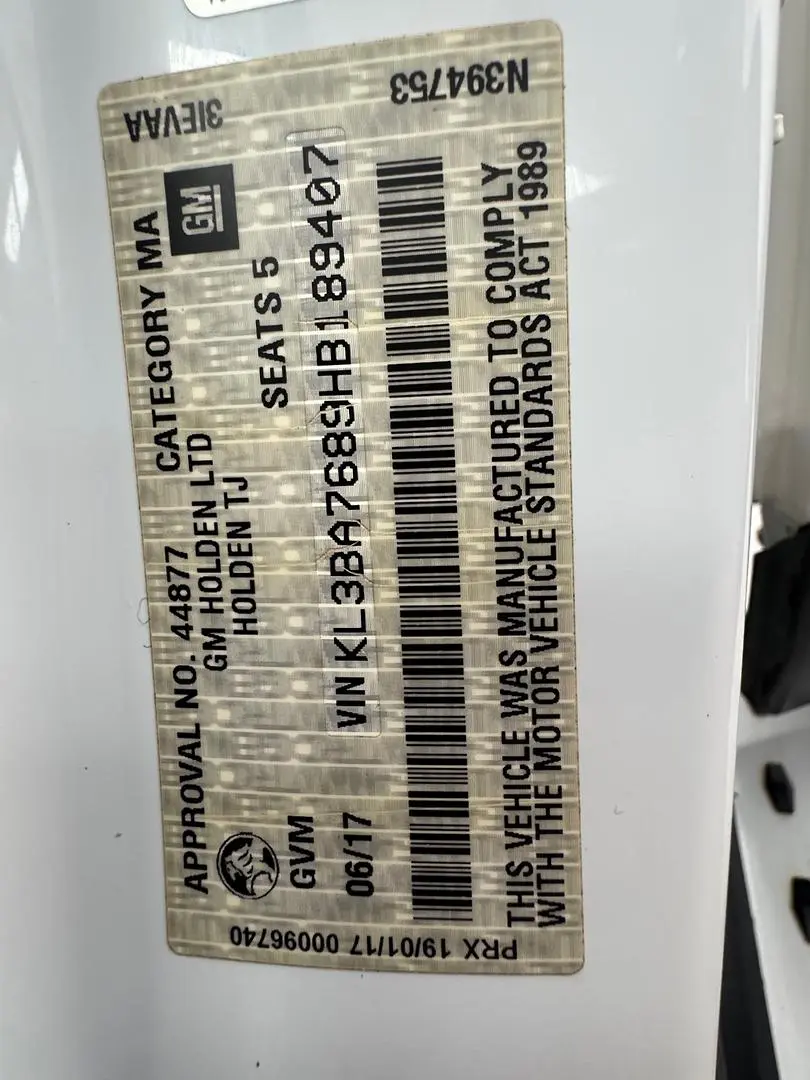 APPROVAL NO. 44877 CATEGORY MA
GM HOLDEN LTD
HOLDEN TJ
GM
SEATS 5
GVM
VIN KL3BA7689HB189407
06/17
THIS VEHICLE WAS MANUFACTURED TO COMPLY
WITH THE MOTOR VEHICLE STANDARDS ACT 1989
PRX 19/01/17 00096740
3IEVAA
N394753